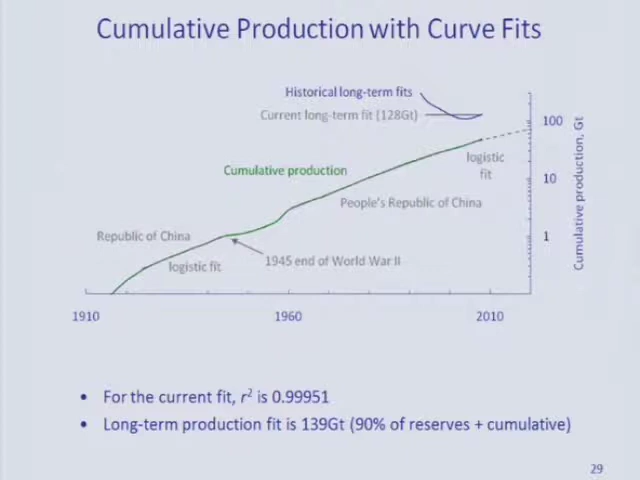 Cumulative Production with Curve Fits
Historical long-term fits
Current long-term fit (128Gt)
100
logistic
fit
Cumulative production
10
People's Republic of China
Cumulative production, Gt
Republic of China
1
logistic fit
1945 end of World War II
1910
1960
2010
• For the current fit, r² is 0.99951
• Long-term production fit is 139Gt (90% of reserves + cumulative)
29